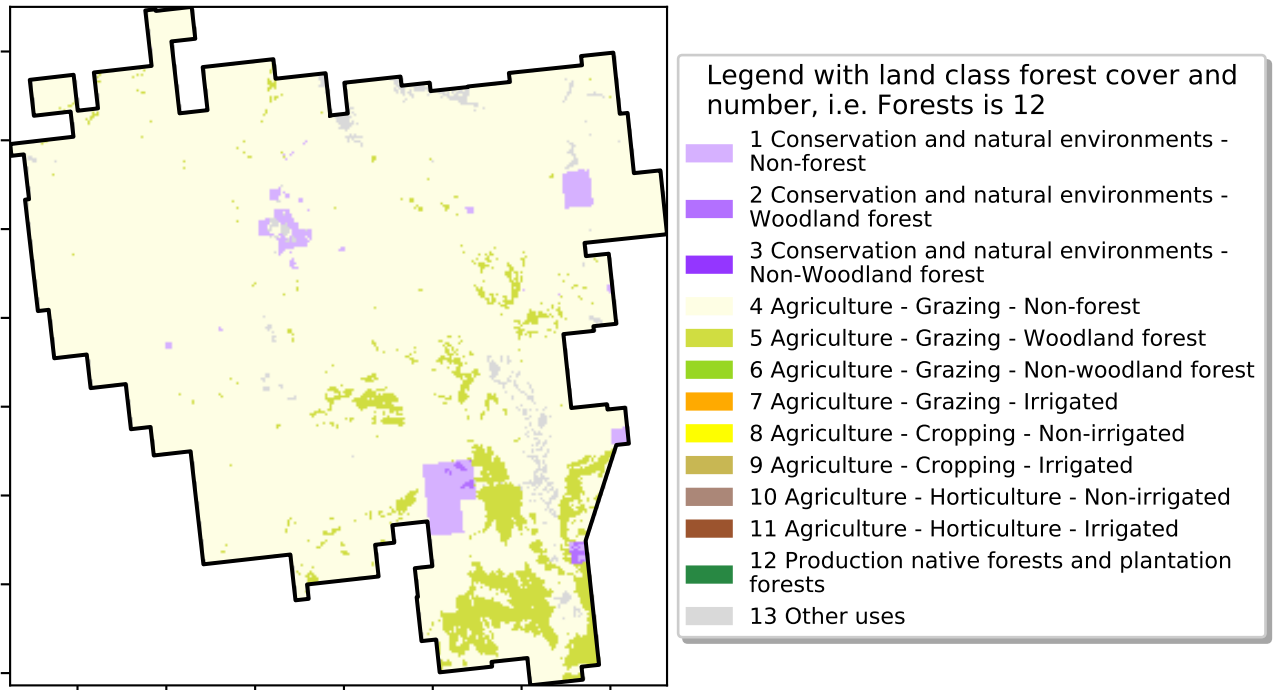 Legend with land class forest cover and
number, i.e. Forests is 12
1 Conservation and natural environments -
Non-forest
2 Conservation and natural environments -
Woodland forest
3 Conservation and natural environments -
Non-Woodland forest
4 Agriculture - Grazing - Non-forest
5 Agriculture - Grazing - Woodland forest
6 Agriculture - Grazing - Non-woodland forest
7 Agriculture - Grazing - Irrigated
8 Agriculture - Cropping - Non-irrigated
9 Agriculture - Cropping - Irrigated
10 Agriculture - Horticulture - Non-irrigated
11 Agriculture - Horticulture - Irrigated
12 Production native forests and plantation
forests
13 Other uses